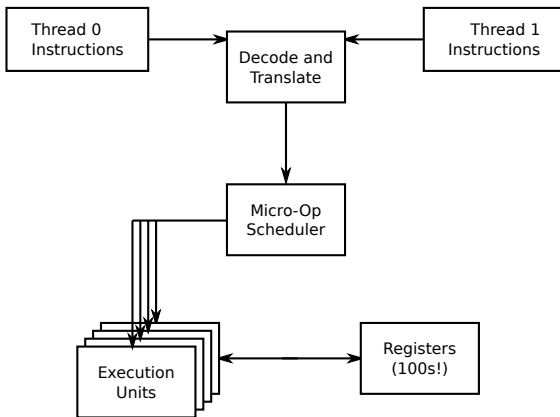 Thread 0
Instructions
Thread 1
Instructions
Decode and
Translate
Micro-Op
Scheduler
Execution
Units
Registers
(100s!)